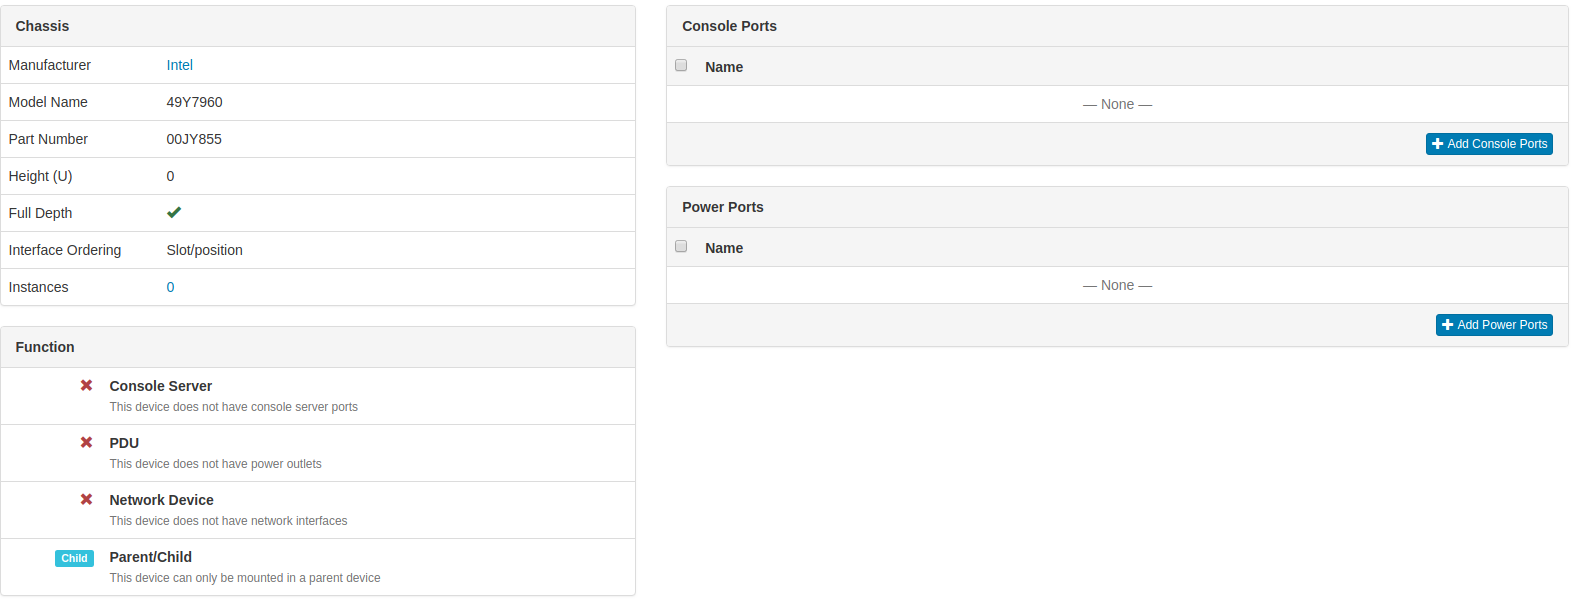 Chassis
Manufacturer Intel
Model Name 49Y7960
Part Number 00JY855
Height (U) 0
Full Depth
Interface Ordering Slot/position
Instances 0
Function
Console Server
This device does not have console server ports
PDU
This device does not have power outlets
Network Device
This device does not have network interfaces
Child Parent/Child
This device can only be mounted in a parent device
Console Ports
Name
— None —
Add Console Ports
Power Ports
Name
— None —
Add Power Ports